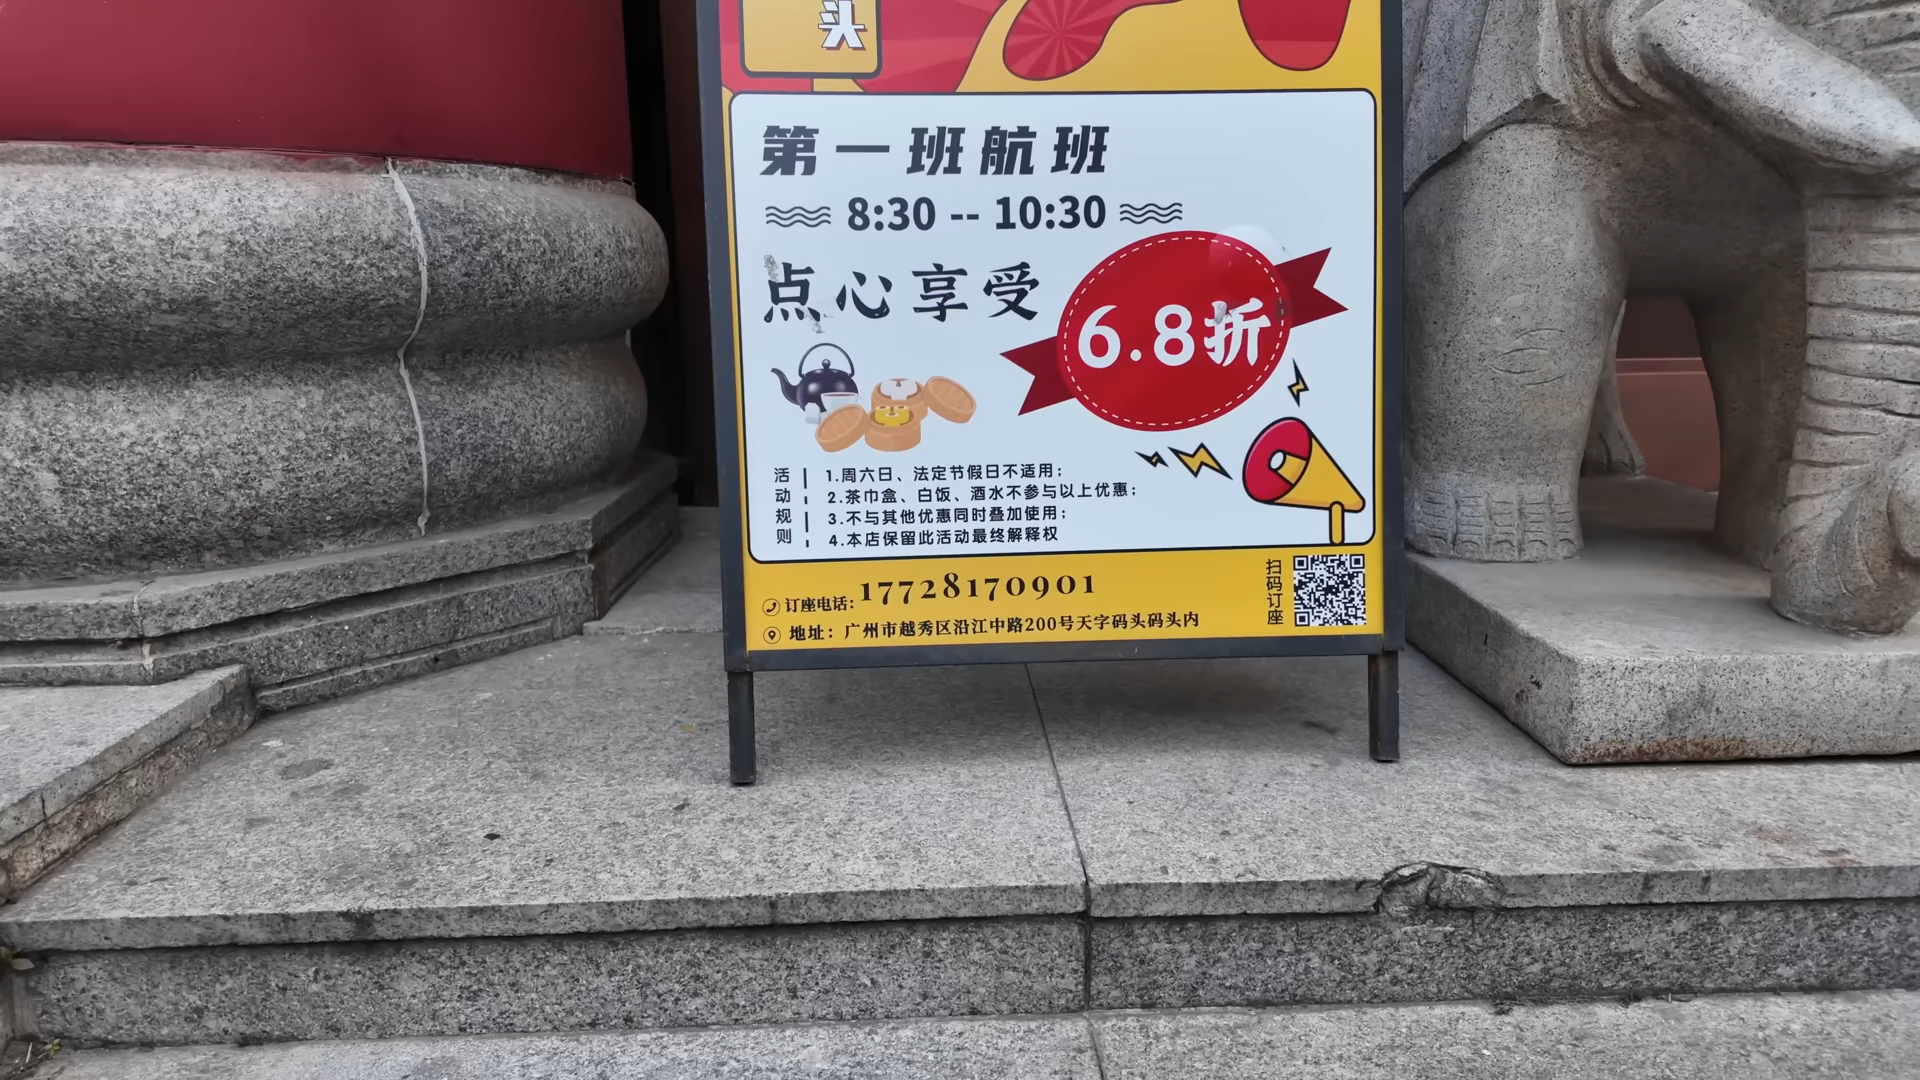 头
第一班航班
8:30 -- 10:30
点心享受
6.8折
活动规则
1.周六日、法定节假日不适用;
2.茶巾盒、白饭、酒水不参与以上优惠;
3.不与其他优惠同时叠加使用;
4.本店保留此活动最终解释权
订座电话: 17728170901
地址: 广州市越秀区沿江中路200号天字码头码头内
扫码订座